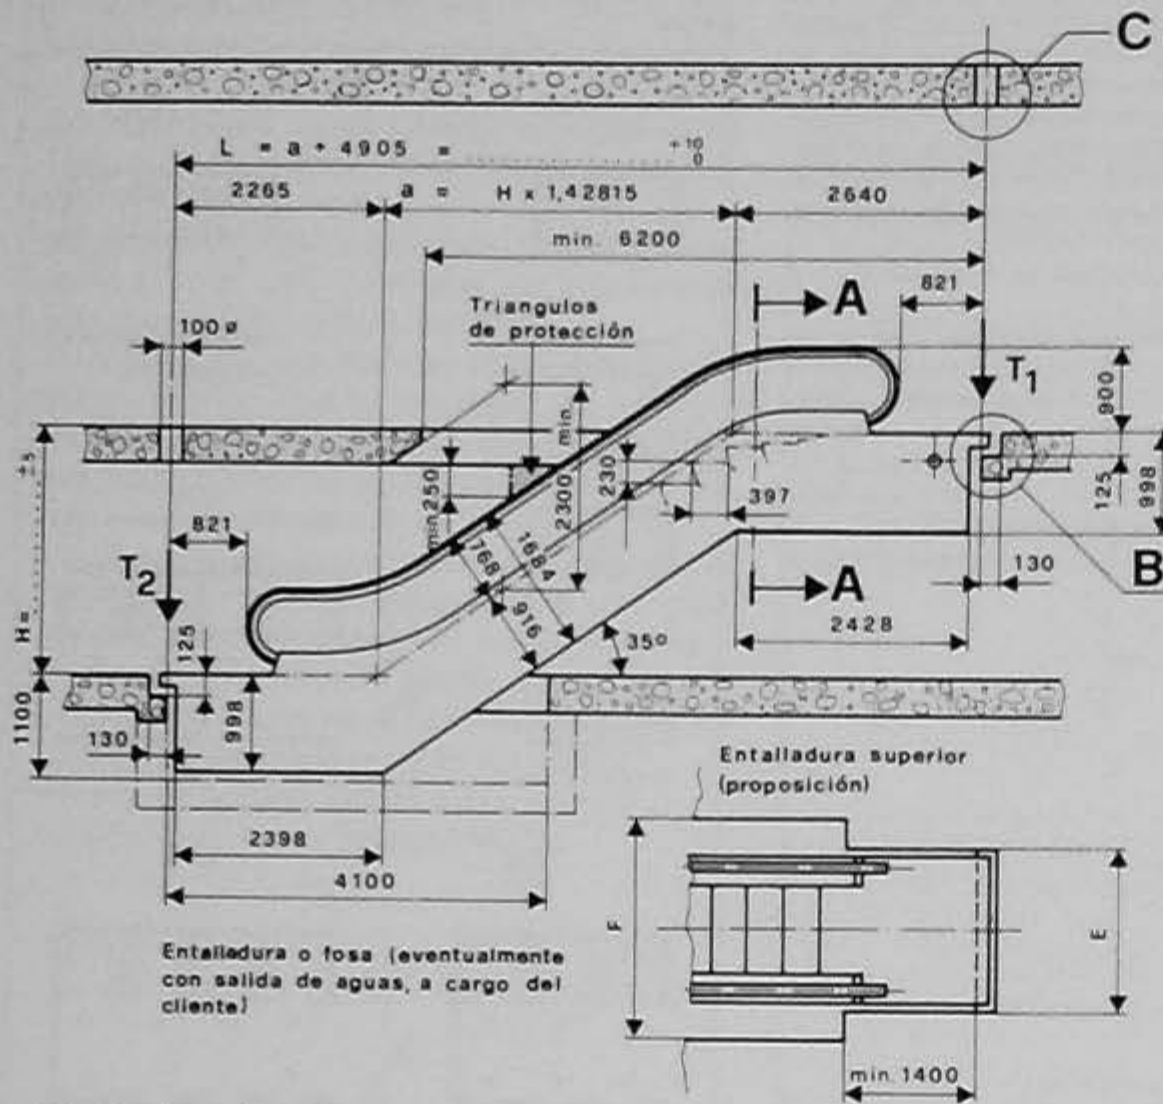 C
L = a + 4905 = .................... +10 0
2265
a = H x 1,42815
2640
min. 6200
821
A
Triangulos
de protección
100 ø
T1
900
H = .......... ±5
min. 250
2300 min.
230
397
125
998
821
T2
768
1684
916
35º
A
130
B
2428
125
1100
998
130
2398
4100
Entalladura superior
(proposición)
F
E
min. 1400
Entalladura o fosa (eventualmente
con salida de aguas, a cargo del
cliente)